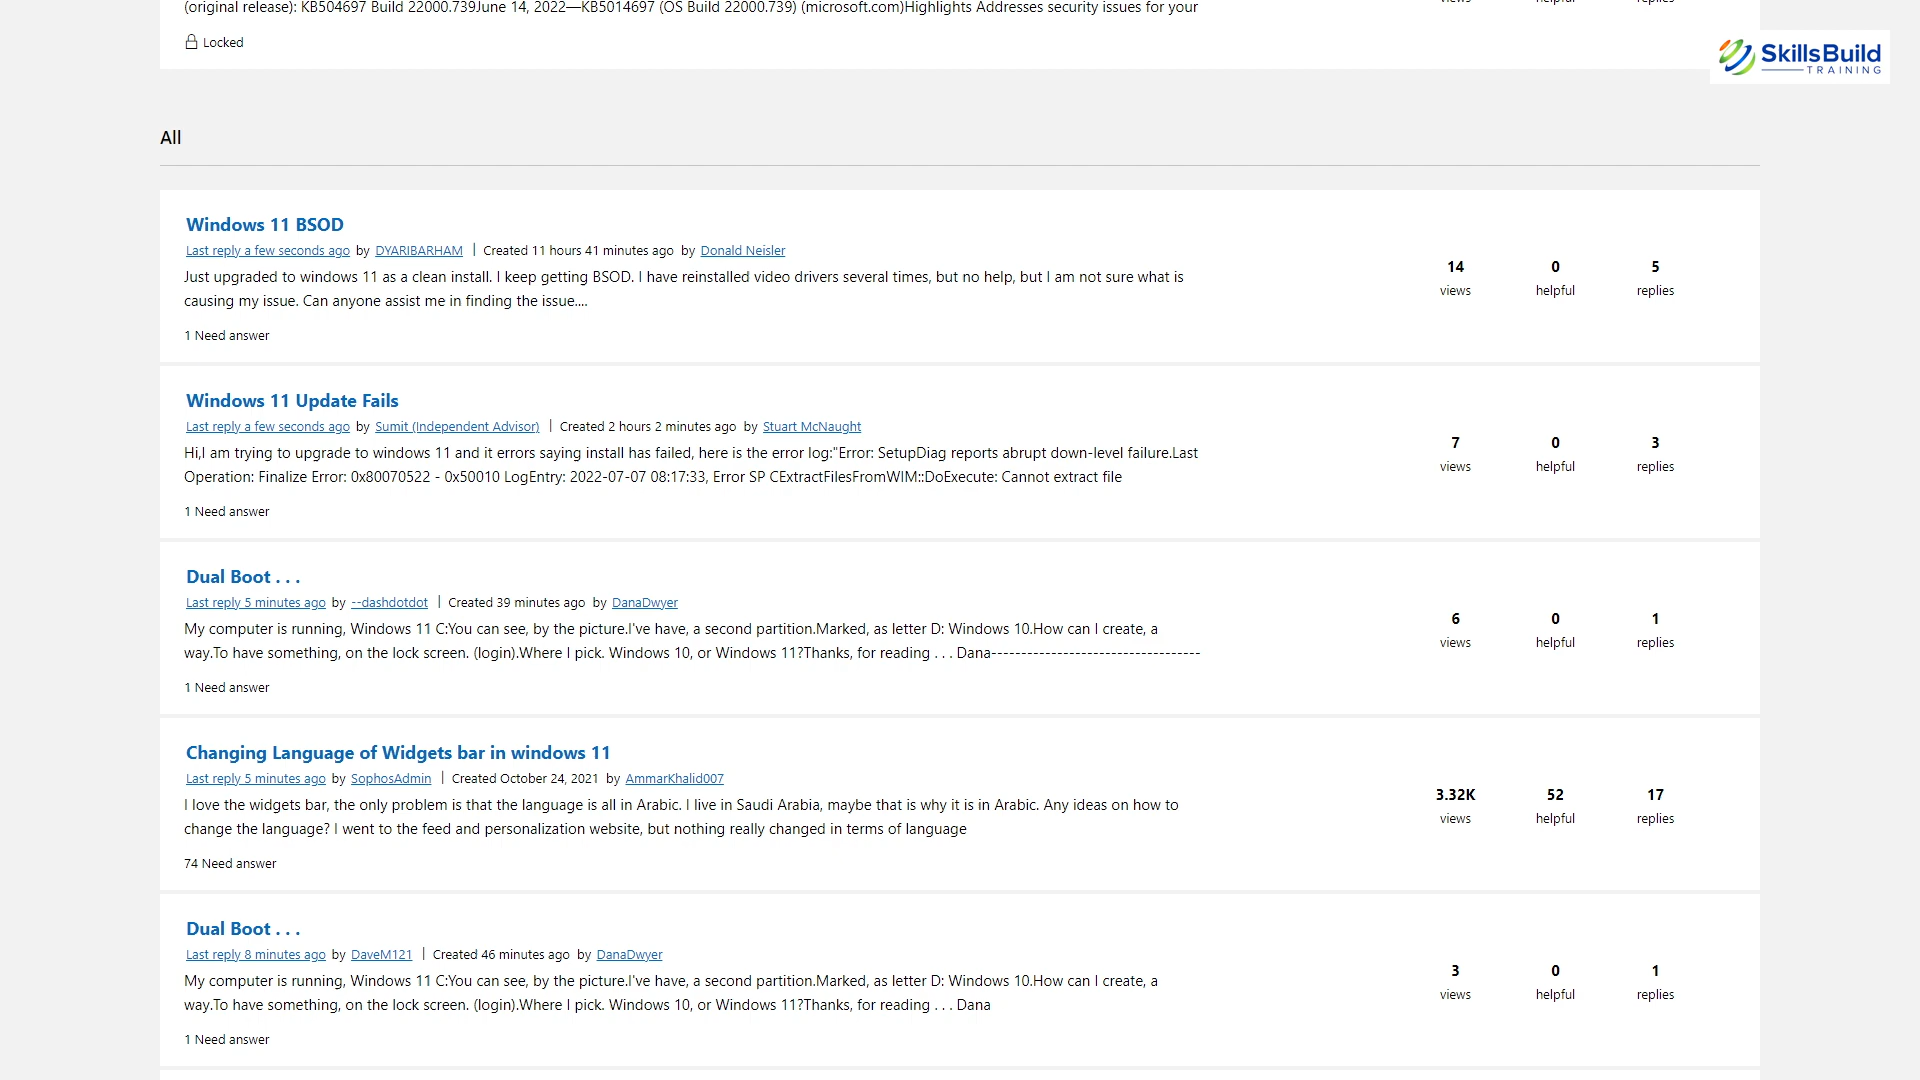 (original release): KB504697 Build 22000.739June 14, 2022—KB5014697 (OS Build 22000.739) (microsoft.com)Highlights Addresses security issues for your
Locked
SkillsBuild
TRAINING
All
Windows 11 BSOD
Last reply a few seconds ago by DYARIBARHAM | Created 11 hours 41 minutes ago by Donald Neisler
Just upgraded to windows 11 as a clean install. I keep getting BSOD. I have reinstalled video drivers several times, but no help, but I am not sure what is
causing my issue. Can anyone assist me in finding the issue....
14 0 5
views helpful replies
1 Need answer
Windows 11 Update Fails
Last reply a few seconds ago by Sumit (Independent Advisor) | Created 2 hours 2 minutes ago by Stuart McNaught
Hi,I am trying to upgrade to windows 11 and it errors saying install has failed, here is the error log:"Error: SetupDiag reports abrupt down-level failure.Last
Operation: Finalize Error: 0x80070522 - 0x50010 LogEntry: 2022-07-07 08:17:33, Error SP CExtractFilesFromWIM::DoExecute: Cannot extract file
7 0 3
views helpful replies
1 Need answer
Dual Boot . . .
Last reply 5 minutes ago by --dashdotdot | Created 39 minutes ago by DanaDwyer
My computer is running, Windows 11 C:You can see, by the picture.I've have, a second partition.Marked, as letter D: Windows 10.How can I create, a
way.To have something, on the lock screen. (login).Where I pick. Windows 10, or Windows 11?Thanks, for reading . . . Dana-----------------------------------
6 0 1
views helpful replies
1 Need answer
Changing Language of Widgets bar in windows 11
Last reply 5 minutes ago by SophosAdmin | Created October 24, 2021 by AmmarKhalid007
I love the widgets bar, the only problem is that the language is all in Arabic. I live in Saudi Arabia, maybe that is why it is in Arabic. Any ideas on how to
change the language? I went to the feed and personalization website, but nothing really changed in terms of language
3.32K 52 17
views helpful replies
74 Need answer
Dual Boot . . .
Last reply 8 minutes ago by DaveM121 | Created 46 minutes ago by DanaDwyer
My computer is running, Windows 11 C:You can see, by the picture.I've have, a second partition.Marked, as letter D: Windows 10.How can I create, a
way.To have something, on the lock screen. (login).Where I pick. Windows 10, or Windows 11?Thanks, for reading . . . Dana
3 0 1
views helpful replies
1 Need answer